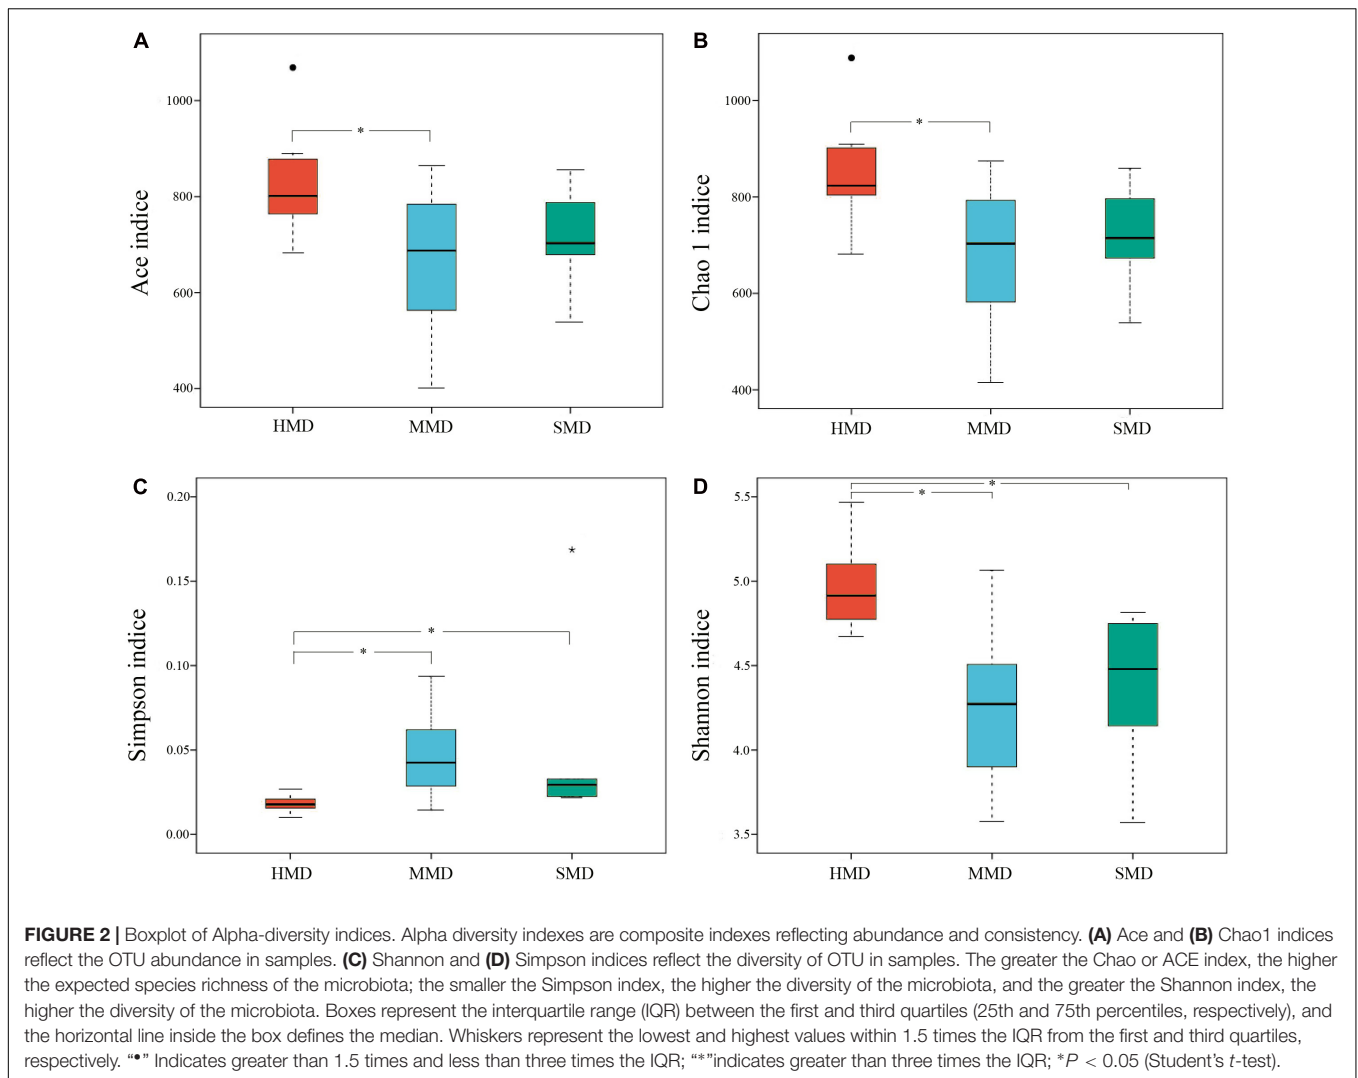 A
Ace indice
1000
800
600
400
*
HMD
MMD
SMD
B
Chao 1 indice
1000
800
600
400
*
HMD
MMD
SMD
C
Simpson indice
0.20
0.15
0.10
0.05
0.00
*
*
*
HMD
MMD
SMD
D
Shannon indice
5.5
5.0
4.5
4.0
3.5
*
*
HMD
MMD
SMD
FIGURE 2 | Boxplot of Alpha-diversity indices. Alpha diversity indexes are composite indexes reflecting abundance and consistency. (A) Ace and (B) Chao1 indices
reflect the OTU abundance in samples. (C) Shannon and (D) Simpson indices reflect the diversity of OTU in samples. The greater the Chao or ACE index, the higher
the expected species richness of the microbiota; the smaller the Simpson index, the higher the diversity of the microbiota, and the greater the Shannon index, the
higher the diversity of the microbiota. Boxes represent the interquartile range (IQR) between the first and third quartiles (25th and 75th percentiles, respectively), and
the horizontal line inside the box defines the median. Whiskers represent the lowest and highest values within 1.5 times the IQR from the first and third quartiles,
respectively. “•” Indicates greater than 1.5 times and less than three times the IQR; “*”indicates greater than three times the IQR; *P < 0.05 (Student's t-test).